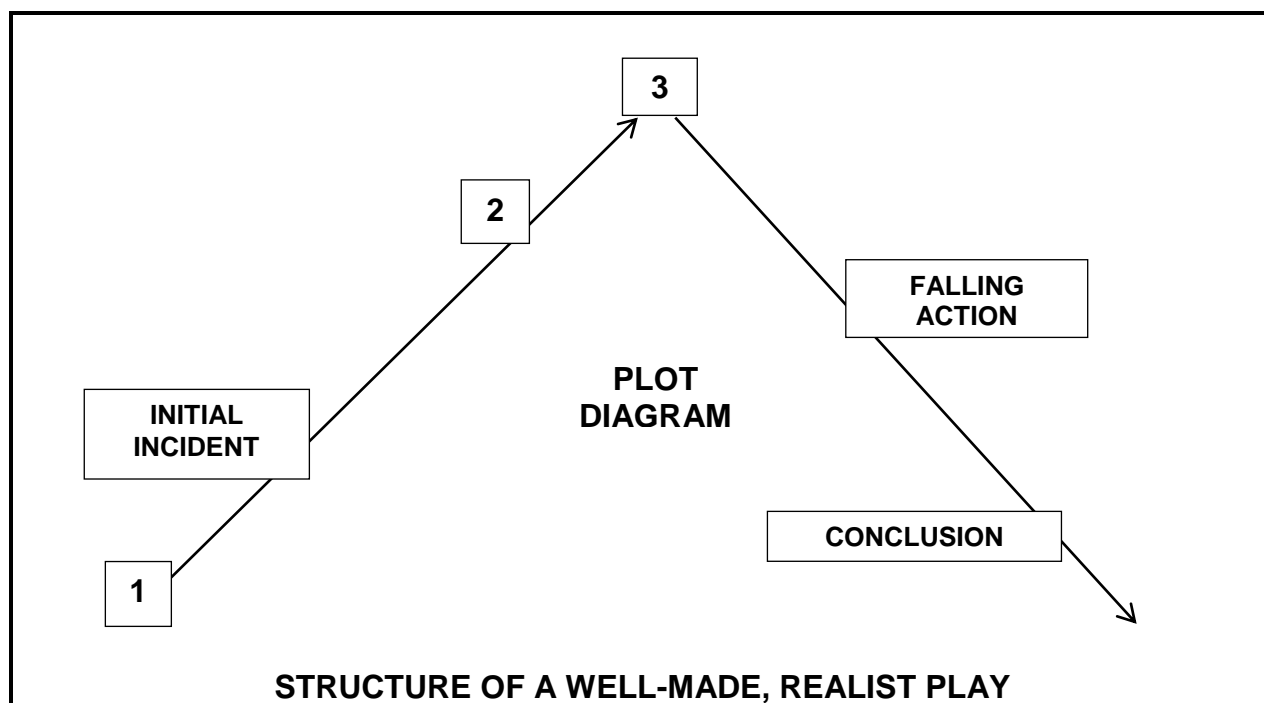 3
2
FALLING
ACTION
PLOT
DIAGRAM
INITIAL
INCIDENT
CONCLUSION
1
STRUCTURE OF A WELL-MADE, REALIST PLAY